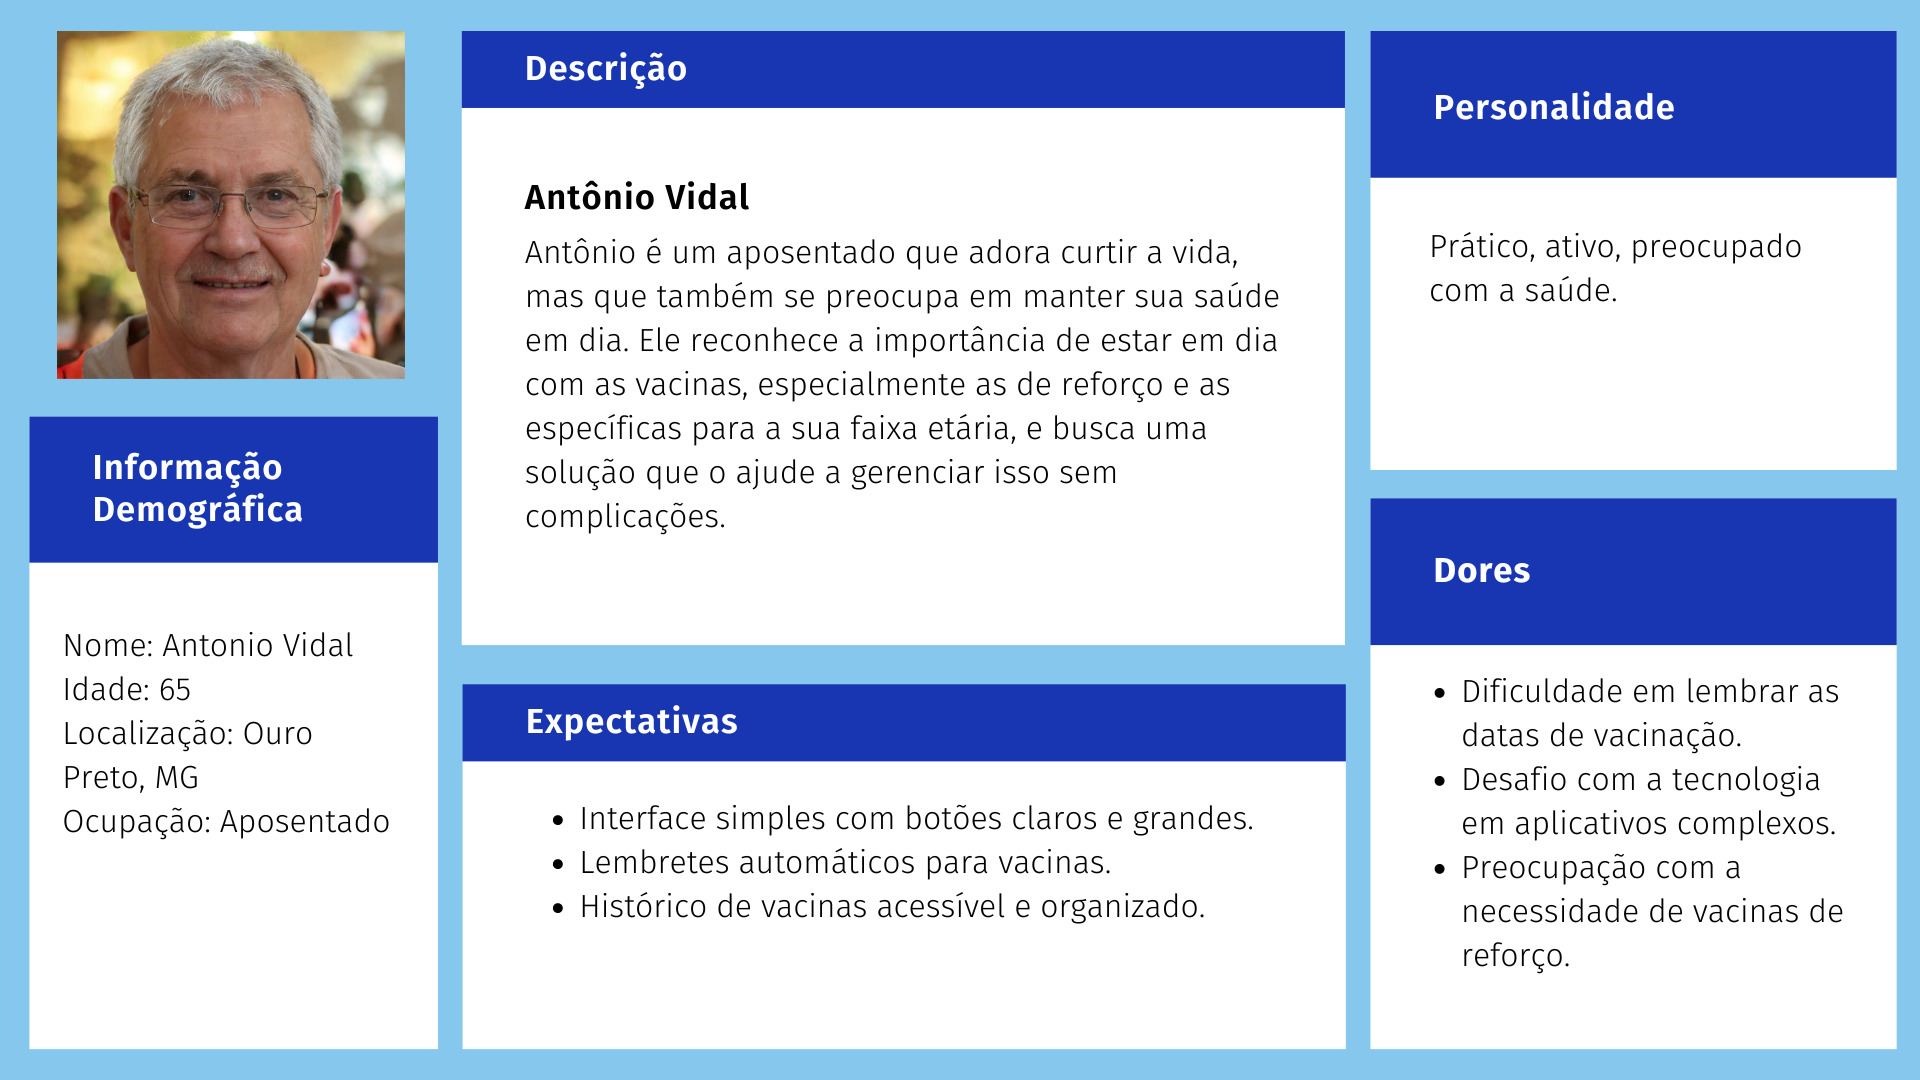 Descrição
Antônio Vidal
Antônio é um aposentado que adora curtir a vida,
mas que também se preocupa em manter sua saúde
em dia. Ele reconhece a importância de estar em dia
com as vacinas, especialmente as de reforço e as
específicas para a sua faixa etária, e busca uma
solução que o ajude a gerenciar isso sem
complicações.
Personalidade
Prático, ativo, preocupado
com a saúde.
Informação
Demográfica
Nome: Antonio Vidal
Idade: 65
Localização: Ouro
Preto, MG
Ocupação: Aposentado
Expectativas
• Interface simples com botões claros e grandes.
• Lembretes automáticos para vacinas.
• Histórico de vacinas acessível e organizado.
Dores
• Dificuldade em lembrar as
datas de vacinação.
• Desafio com a tecnologia
em aplicativos complexos.
• Preocupação com a
necessidade de vacinas de
reforço.